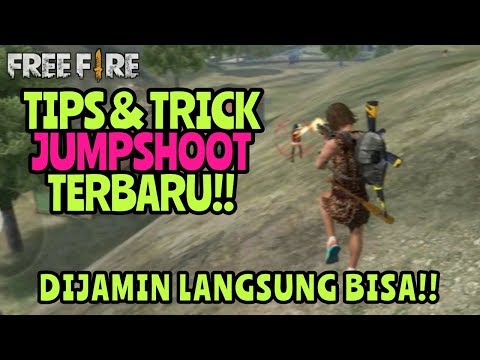 FREE FIRE
TIPS & TRICK
JUMPSHOOT
TERBARU!!
DIJAMIN LANGSUNG BISA!!